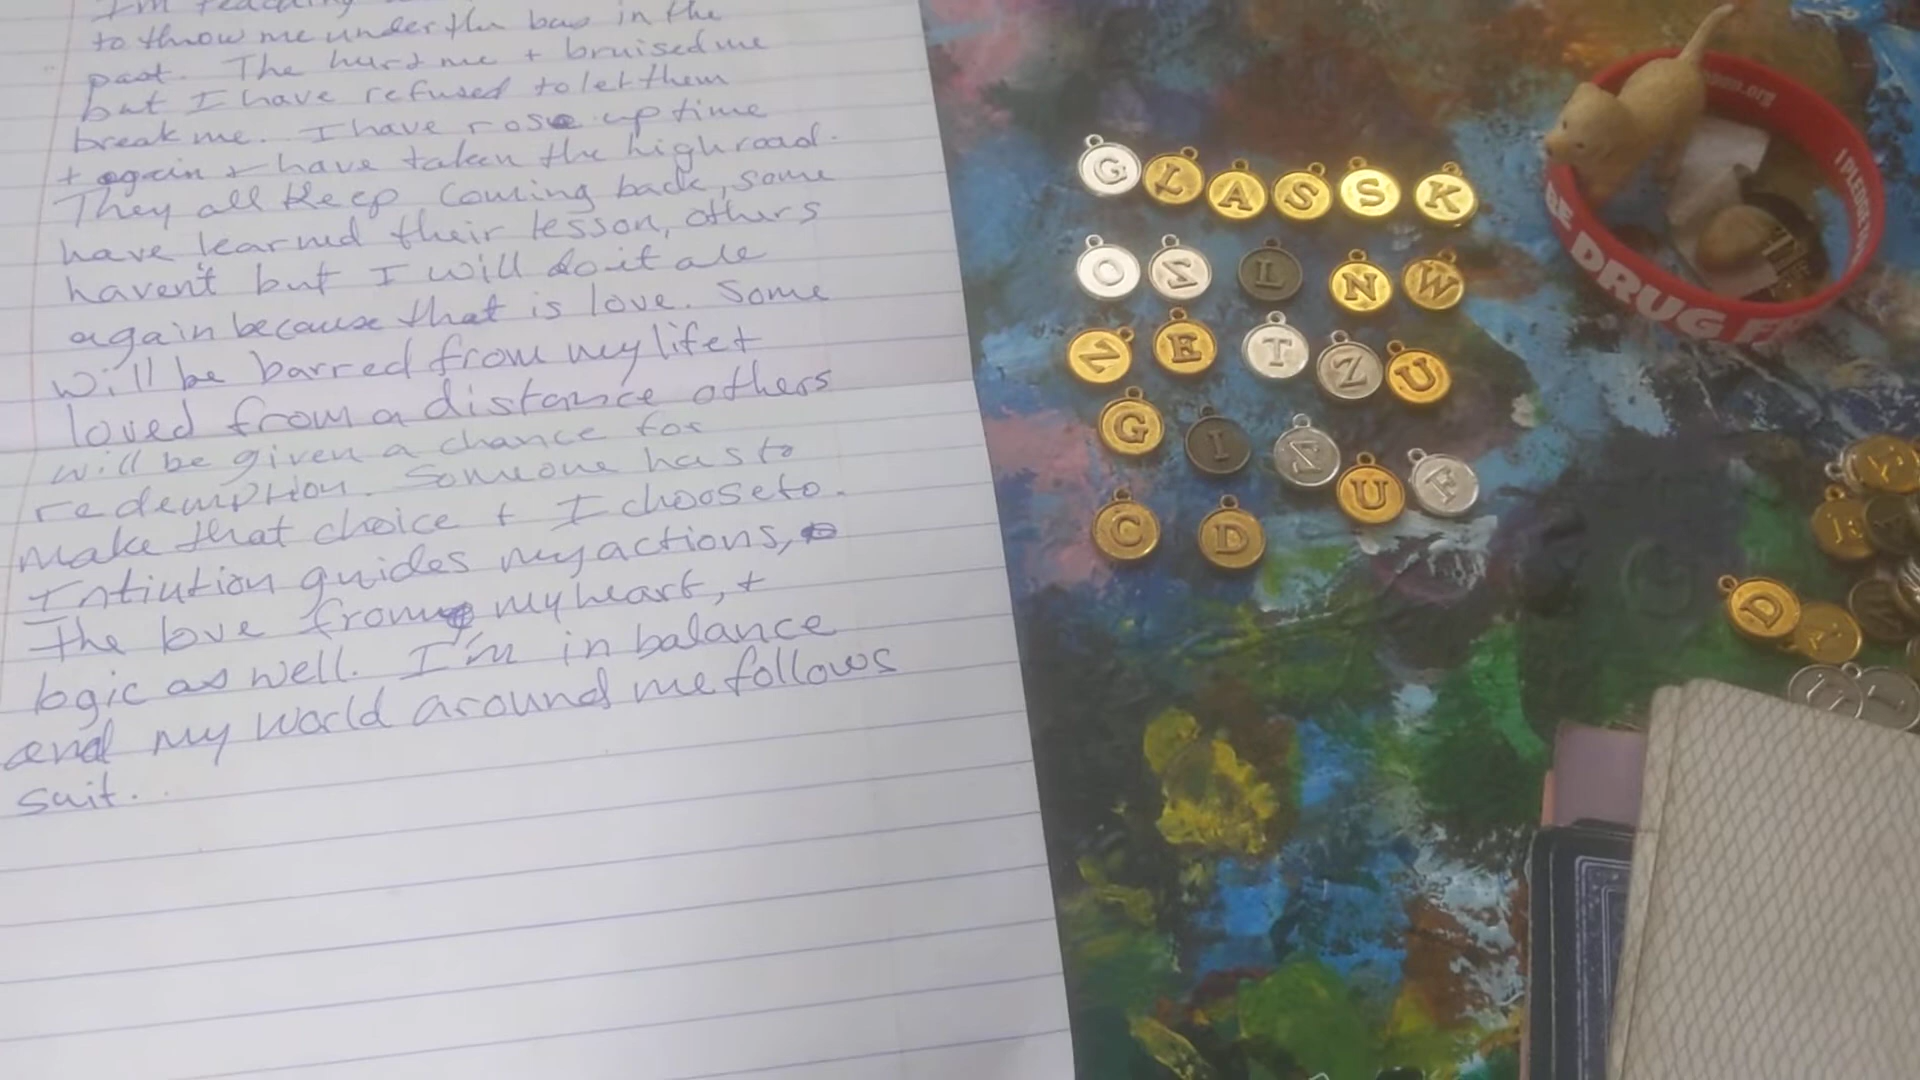 I'm
to throw me under the bus in the
past. The hurt me + bruised me
but I have refused to let them
break me. I have rose up time
+ again + have taken the high road.
They all keep coming back, some
have learned their lesson, others
haven't but I will do it all
again because that is love. Some
will be barred from my life +
loved from a distance others
will be given a chance for
redemption. Someone has to
make that choice + I choose to.
Intiution guides my actions,
the love from my heart, +
logic as well. I'm in balance
and my world around me follows
suit.
G L A S S K
O Z L N W
N E T Z U
G I Z U F
C D
I PLEDGE
BE DRUG
D